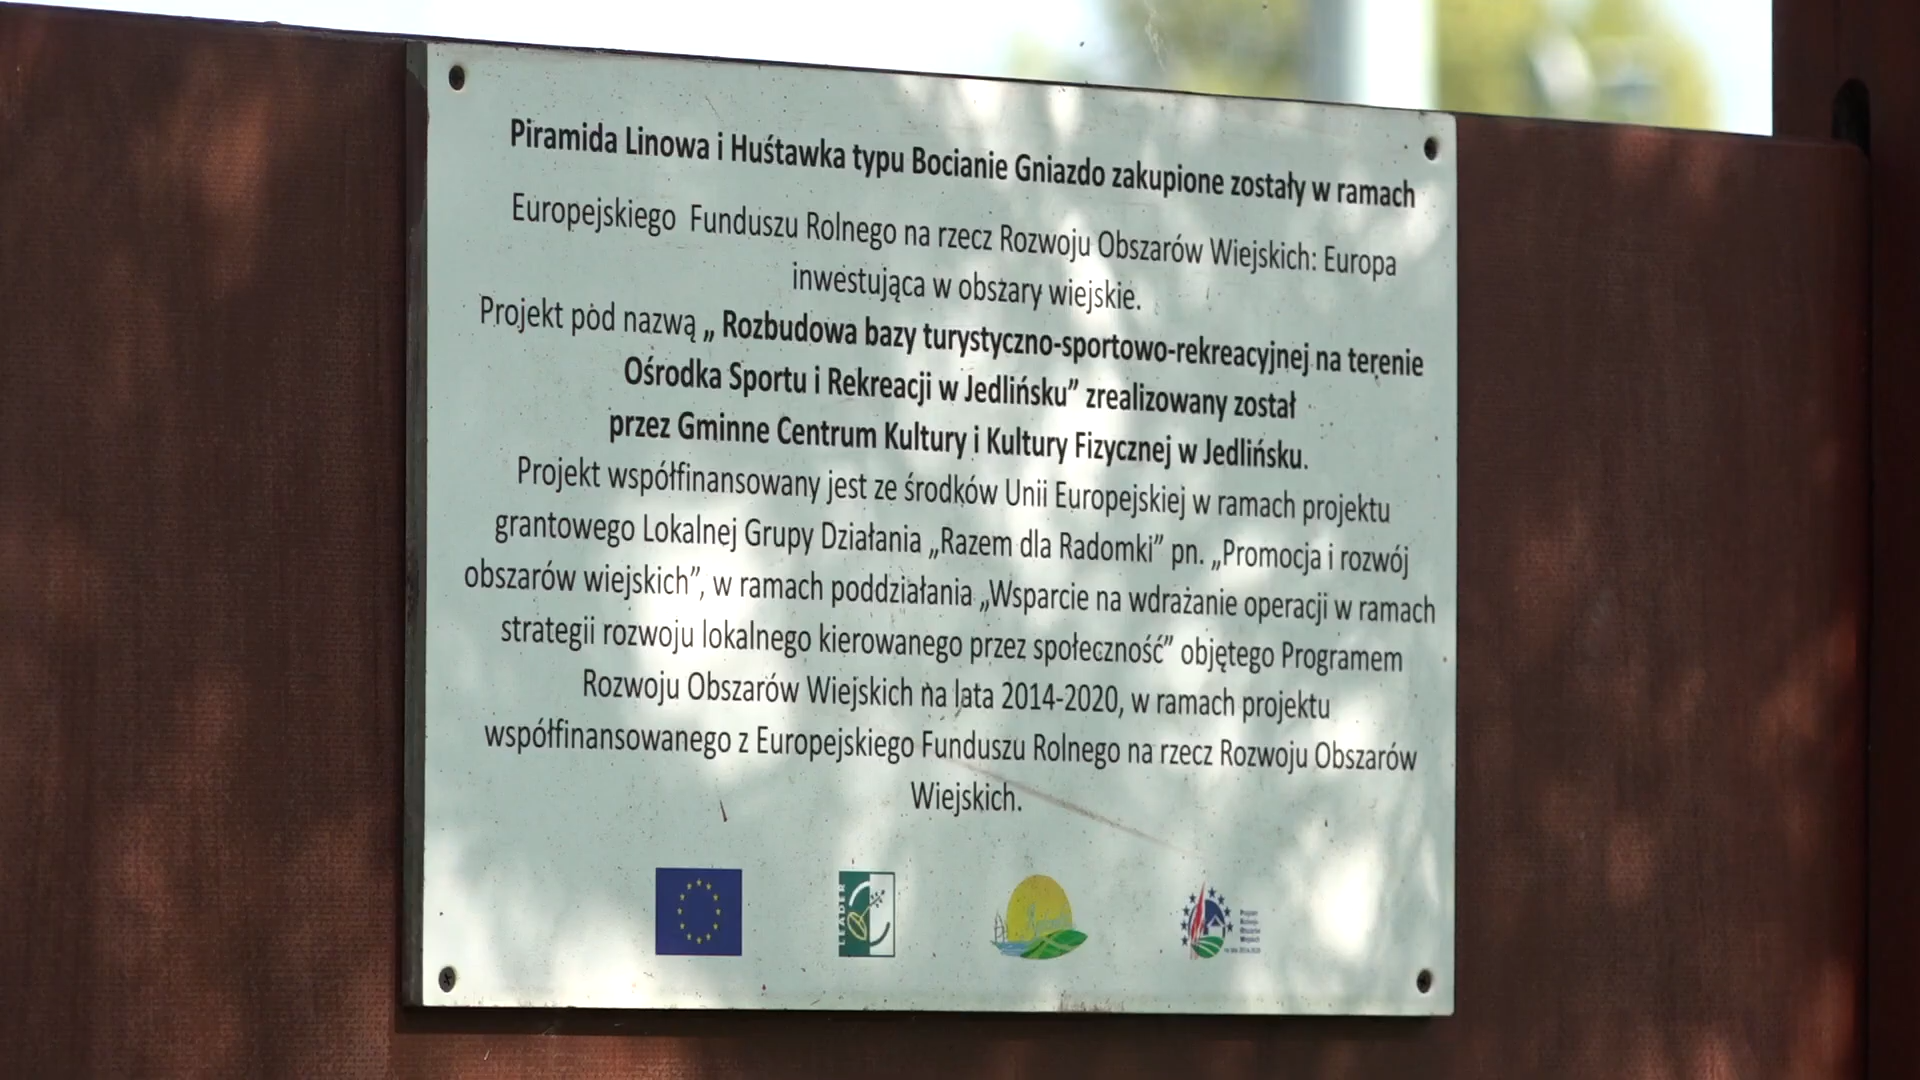 Piramida Linowa i Huśtawka typu Bocianie Gniazdo zakupione zostały w ramach
Europejskiego Funduszu Rolnego na rzecz Rozwoju Obszarów Wiejskich: Europa
inwestująca w obszary wiejskie.
Projekt pod nazwą „ Rozbudowa bazy turystyczno-sportowo-rekreacyjnej na terenie
Ośrodka Sportu i Rekreacji w Jedlińsku” zrealizowany został
przez Gminne Centrum Kultury i Kultury Fizycznej w Jedlińsku.
Projekt współfinansowany jest ze środków Unii Europejskiej w ramach projektu
grantowego Lokalnej Grupy Działania „Razem dla Radomki” pn. „Promocja i rozwój
obszarów wiejskich”, w ramach poddziałania „Wsparcie na wdrażanie operacji w ramach
strategii rozwoju lokalnego kierowanego przez społeczność” objętego Programem
Rozwoju Obszarów Wiejskich na lata 2014-2020, w ramach projektu
współfinansowanego z Europejskiego Funduszu Rolnego na rzecz Rozwoju Obszarów
Wiejskich.
LEADER